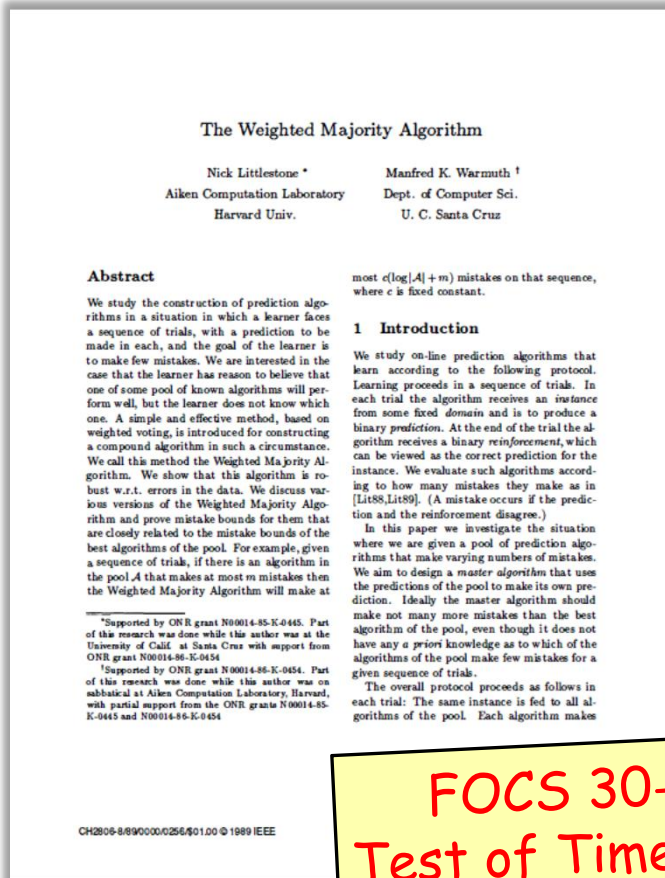 The Weighted Majority Algorithm
Nick Littlestone *
Aiken Computation Laboratory
Harvard Univ.
Manfred K. Warmuth †
Dept. of Computer Sci.
U. C. Santa Cruz
Abstract
We study the construction of prediction algo-
rithms in a situation in which a learner faces
a sequence of trials, with a prediction to be
made in each, and the goal of the learner is
to make few mistakes. We are interested in the
case that the learner has reason to believe that
one of some pool of known algorithms will per-
form well, but the learner does not know which
one. A simple and effective method, based on
weighted voting, is introduced for constructing
a compound algorithm in such a circumstance.
We call this method the Weighted Majority Al-
gorithm. We show that this algorithm is ro-
bust w.r.t. errors in the data. We discuss var-
ious versions of the Weighted Majority Algo-
rithm and prove mistake bounds for them that
are closely related to the mistake bounds of the
best algorithms of the pool. For example, given
a sequence of trials, if there is an algorithm in
the pool A that makes at most m mistakes then
the Weighted Majority Algorithm will make at
*Supported by ONR grant N00014-85-K-0445. Part
of this research was done while this author was at the
University of Calif. at Santa Cruz with support from
ONR grant N00014-86-K-0454
†Supported by ONR grant N00014-86-K-0454. Part
of this research was done while this author was on
sabbatical at Aiken Computation Laboratory, Harvard,
with partial support from the ONR grants N00014-85-
K-0445 and N00014-86-K-0454
most c(log|A| + m) mistakes on that sequence,
where c is fixed constant.
1 Introduction
We study on-line prediction algorithms that
learn according to the following protocol.
Learning proceeds in a sequence of trials. In
each trial the algorithm receives an instance
from some fixed domain and is to produce a
binary prediction. At the end of the trial the al-
gorithm receives a binary reinforcement, which
can be viewed as the correct prediction for the
instance. We evaluate such algorithms accord-
ing to how many mistakes they make as in
[Lit88,Lit89]. (A mistake occurs if the predic-
tion and the reinforcement disagree.)
In this paper we investigate the situation
where we are given a pool of prediction algo-
rithms that make varying numbers of mistakes.
We aim to design a master algorithm that uses
the predictions of the pool to make its own pre-
diction. Ideally the master algorithm should
make not many more mistakes than the best
algorithm of the pool, even though it does not
have any a priori knowledge as to which of the
algorithms of the pool make few mistakes for a
given sequence of trials.
The overall protocol proceeds as follows in
each trial: The same instance is fed to all al-
gorithms of the pool. Each algorithm makes
CH2806-8/89/0000/0256/$01.00 © 1989 IEEE
FOCS 30-
Test of Time